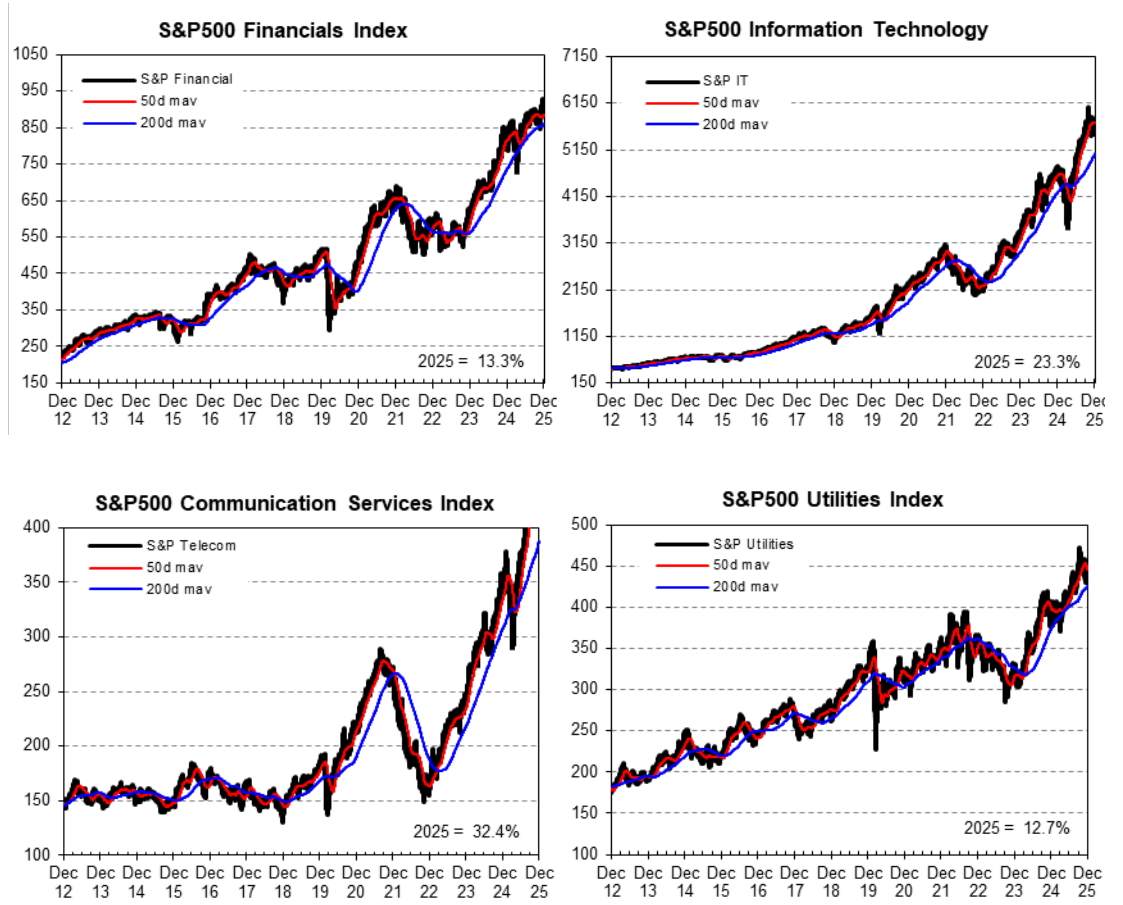 S&P500 Financials Index
1050
950
850
750
650
550
450
350
250
150
S&P Financial
50d mav
200d mav
2025 = 13.3%
Dec Dec Dec Dec Dec Dec Dec Dec Dec Dec Dec Dec Dec Dec
12 13 14 15 15 16 17 18 19 20 21 22 23 24 25
S&P500 Information Technology
7150
6150
5150
4150
3150
2150
1150
150
S&P IT
50d mav
200d mav
2025 = 23.3%
Dec Dec Dec Dec Dec Dec Dec Dec Dec Dec Dec Dec Dec Dec
12 13 14 15 16 17 18 19 20 21 22 23 24 25
S&P500 Communication Services Index
400
350
300
250
200
150
100
S&P Telecom
50d mav
200d mav
2025 = 32.4%
Dec Dec Dec Dec Dec Dec Dec Dec Dec Dec Dec Dec Dec Dec
12 13 14 15 16 17 18 19 20 21 22 23 24 25
S&P500 Utilities Index
500
450
400
350
300
250
200
150
100
S&P Utilities
50d mav
200d mav
2025 = 12.7%
Dec Dec Dec Dec Dec Dec Dec Dec Dec Dec Dec Dec Dec Dec
12 13 14 15 16 17 18 19 20 21 22 23 24 25